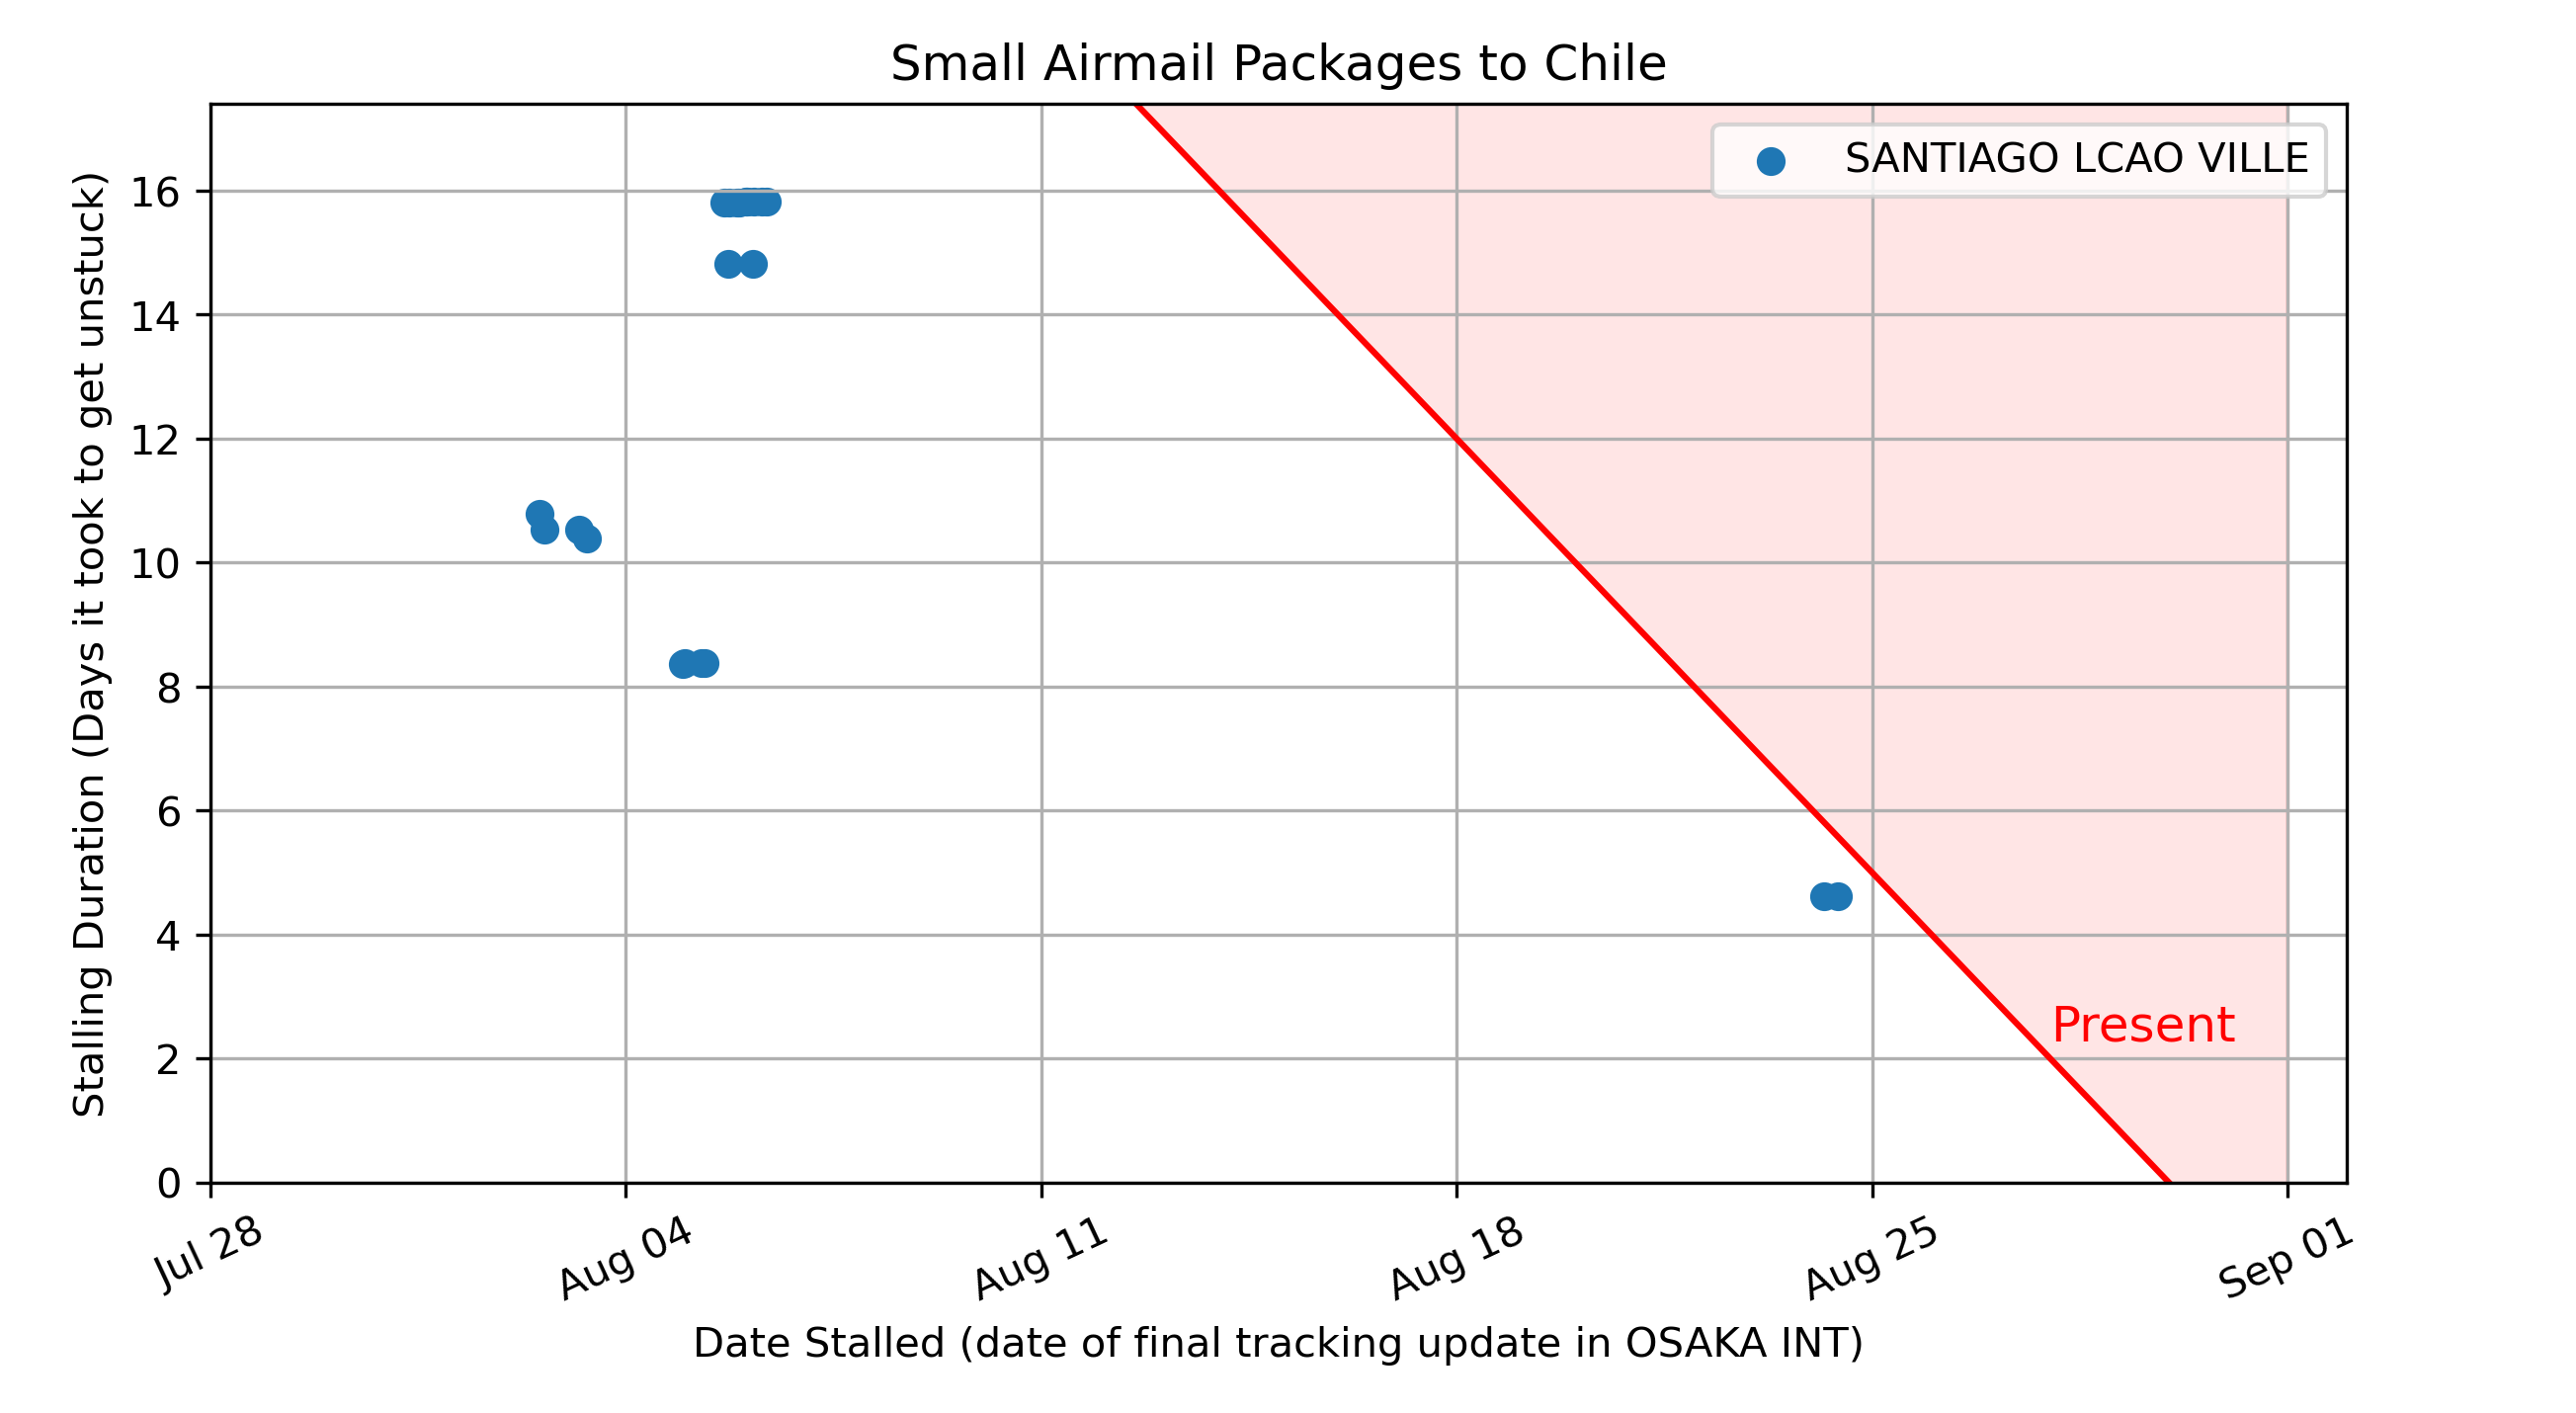 Small Airmail Packages to Chile
SANTIAGO LCAO VILLE
Stalling Duration (Days it took to get unstuck)
16
14
12
10
8
6
4
2
0
Present
Jul 28
Aug 04
Aug 11
Aug 18
Aug 25
Sep 01
Date Stalled (date of final tracking update in OSAKA INT)